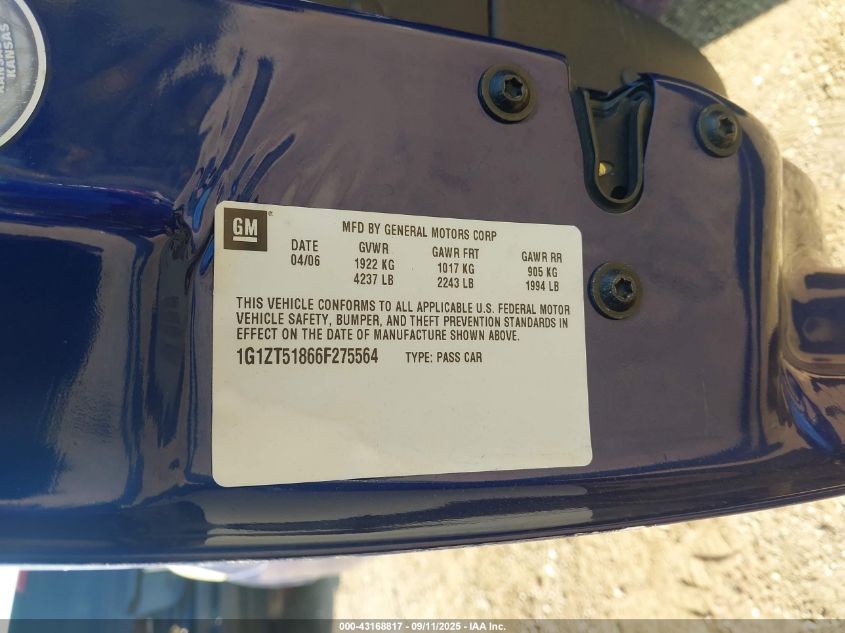 KANSAS
GM
MFD BY GENERAL MOTORS CORP
DATE GVWR GAWR FRT GAWR RR
04/06 1922 KG 1017 KG 905 KG
4237 LB 2243 LB 1994 LB
THIS VEHICLE CONFORMS TO ALL APPLICABLE U.S. FEDERAL MOTOR
VEHICLE SAFETY, BUMPER, AND THEFT PREVENTION STANDARDS IN
EFFECT ON THE DATE OF MANUFACTURE SHOWN ABOVE.
1G1ZT51866F275564 TYPE: PASS CAR
000-43168817 - 09/11/2025 - IAA Inc.